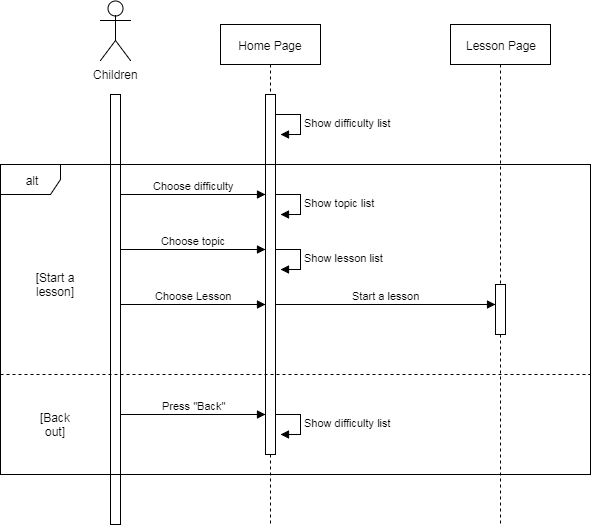 Children
Home Page
Lesson Page
Show difficulty list
alt
Choose difficulty
Show topic list
Choose topic
Show lesson list
[Start a
lesson]
Choose Lesson
Start a lesson
Press "Back"
[Back
out]
Show difficulty list